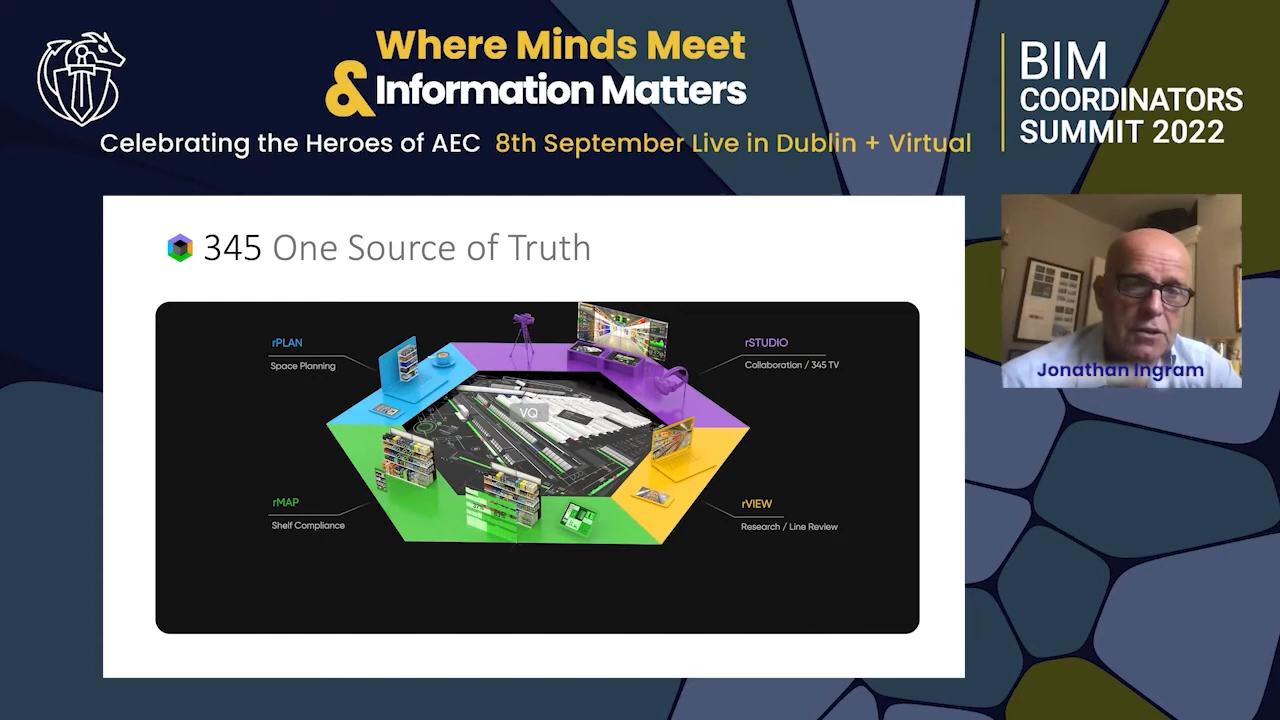 Where Minds Meet
& Information Matters
Celebrating the Heroes of AEC 8th September Live in Dublin + Virtual
BIM
COORDINATORS
SUMMIT 2022
345 One Source of Truth
rPLAN
Space Planning
rSTUDIO
Collaboration / 345 TV
VQ
rMAP
Shelf Compliance
rVIEW
Research / Line Review
Jonathan Ingram